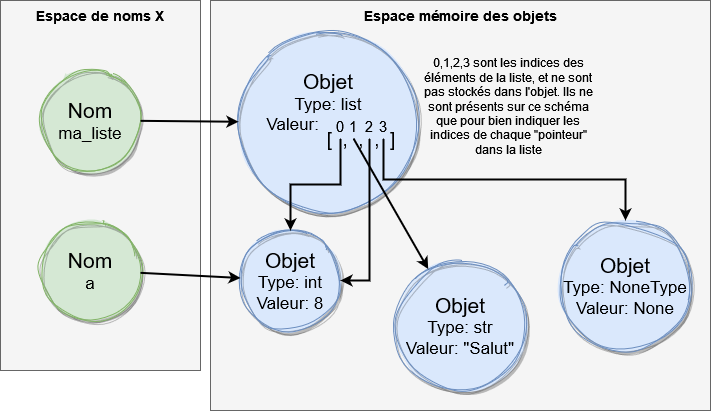 Espace de noms X
Espace mémoire des objets
Nom
ma_liste
Nom
a
Objet
Type: list
Valeur:
0 1 2 3
[ , , , ]
0,1,2,3 sont les indices des
éléments de la liste, et ne sont
pas stockés dans l'objet. Ils ne
sont présents sur ce schéma
que pour bien indiquer les
indices de chaque "pointeur"
dans la liste
Objet
Type: int
Valeur: 8
Objet
Type: str
Valeur: "Salut"
Objet
Type: NoneType
Valeur: None